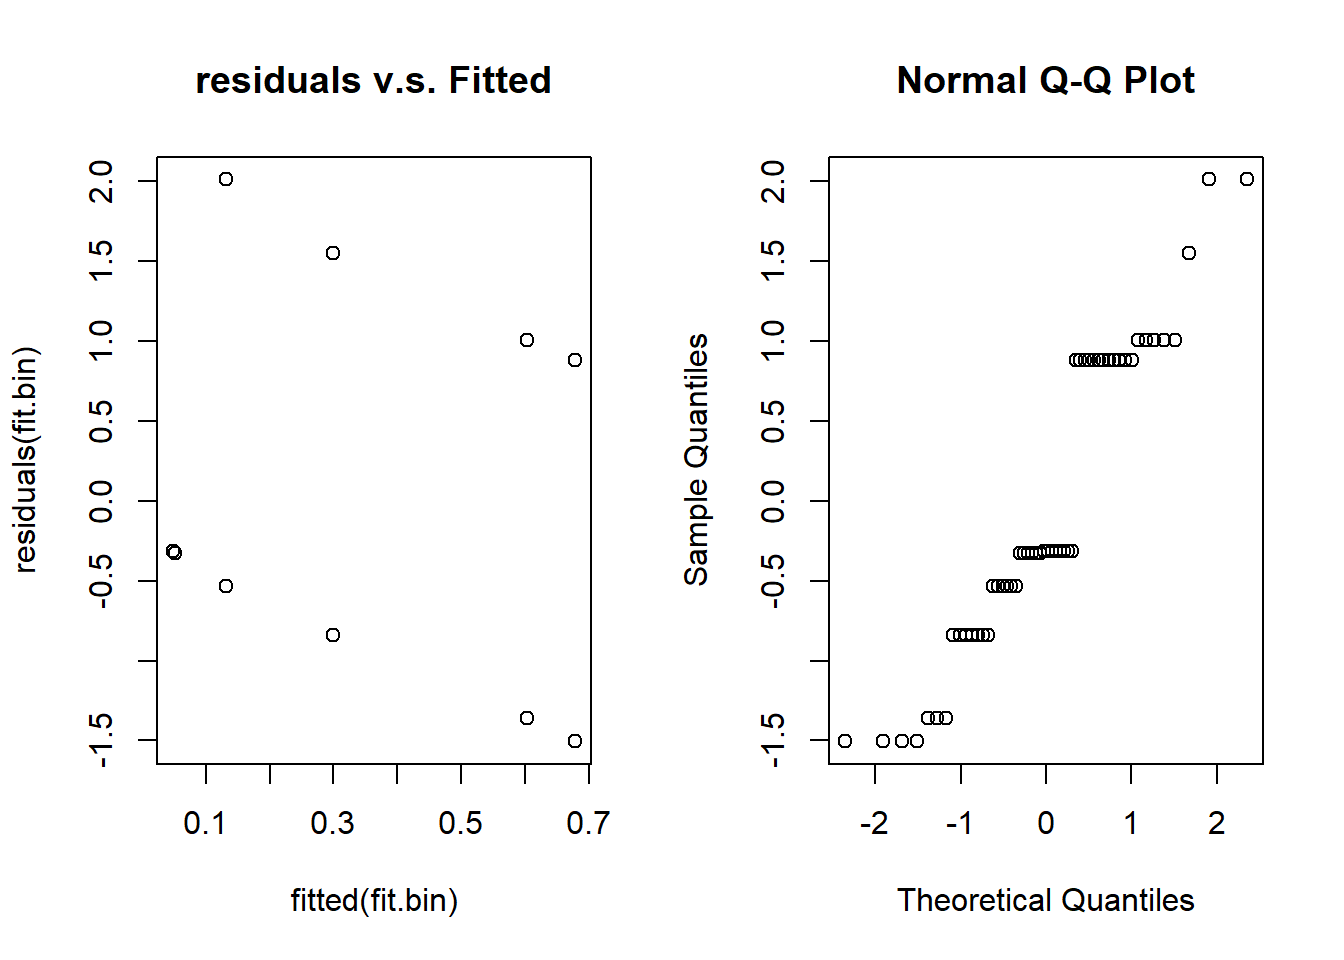 residuals v.s. Fitted
residuals(fit.bin)
2.0
1.5
1.0
0.5
0.0
-0.5
-1.5
0.1 0.3 0.5 0.7
fitted(fit.bin)
Normal Q-Q Plot
Sample Quantiles
2.0
1.5
1.0
0.5
0.0
-0.5
-1.5
-2 -1 0 1 2
Theoretical Quantiles